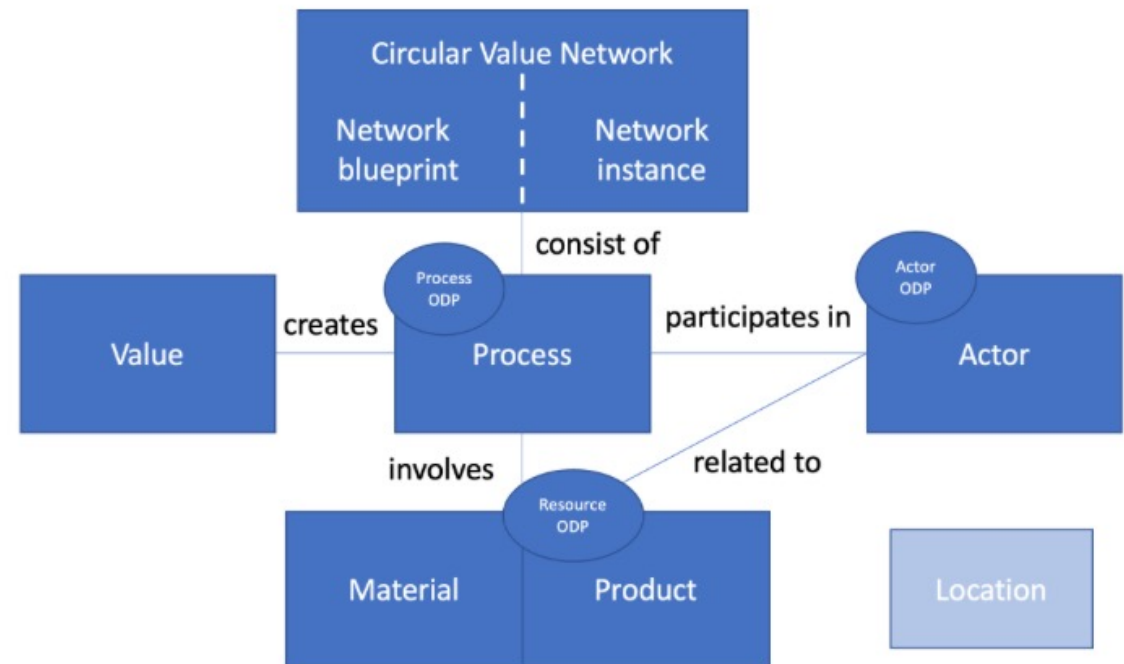 Circular Value Network
Network
blueprint
Network
instance
consist of
Process
ODP
Actor
ODP
creates
participates in
Value
Process
Actor
involves
related to
Resource
ODP
Material
Product
Location